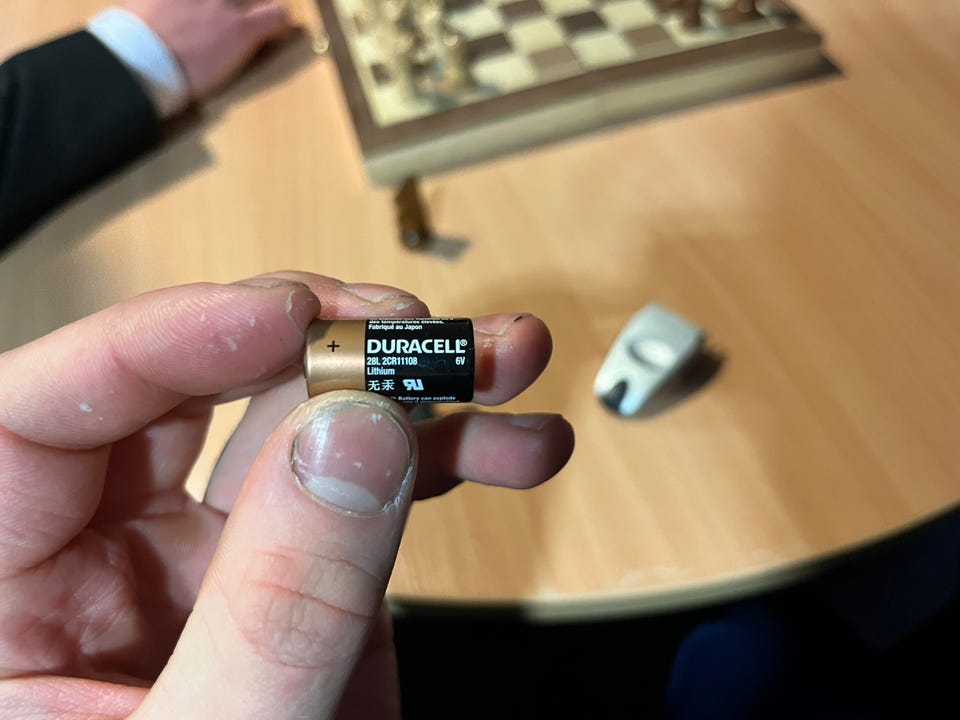 des températures élevées.
Fabriqué au Japon
+
DURACELL®
28L 2CR11108 6V
Lithium
无汞
Battery can explode